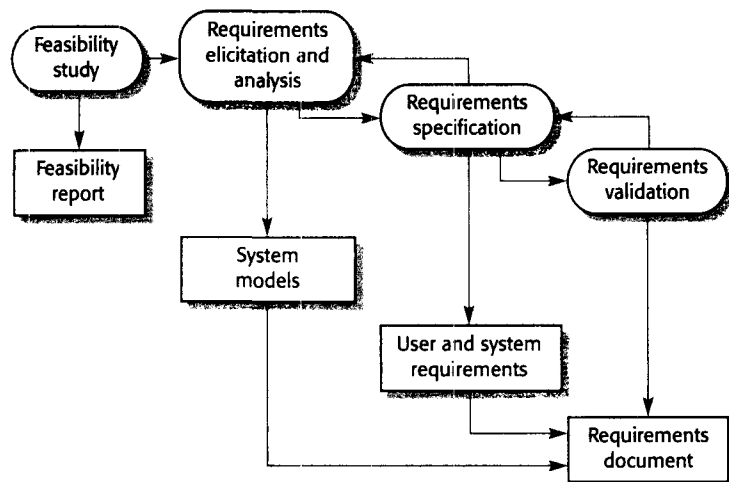 Feasibility
study
Requirements
elicitation and
analysis
Requirements
specification
Requirements
validation
Feasibility
report
System
models
User and system
requirements
Requirements
document